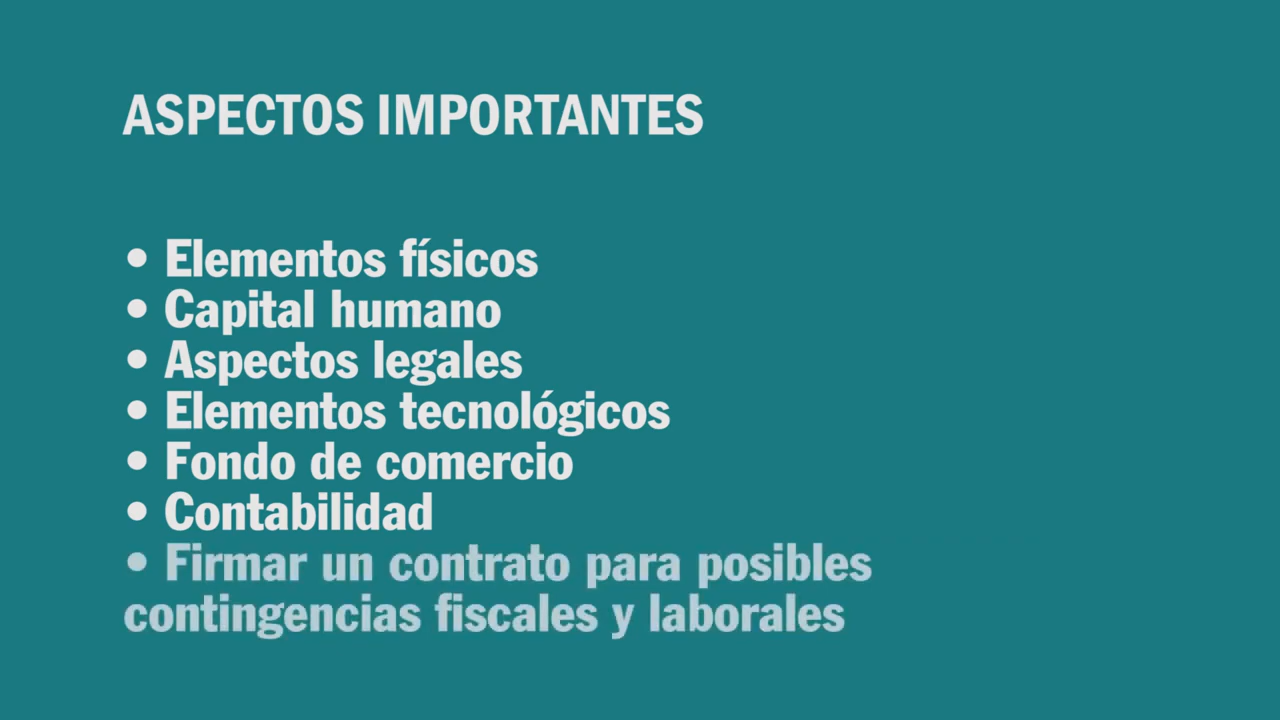 ASPECTOS IMPORTANTES
• Elementos físicos
• Capital humano
• Aspectos legales
• Elementos tecnológicos
• Fondo de comercio
• Contabilidad
• Firmar un contrato para posibles
contingencias fiscales y laborales